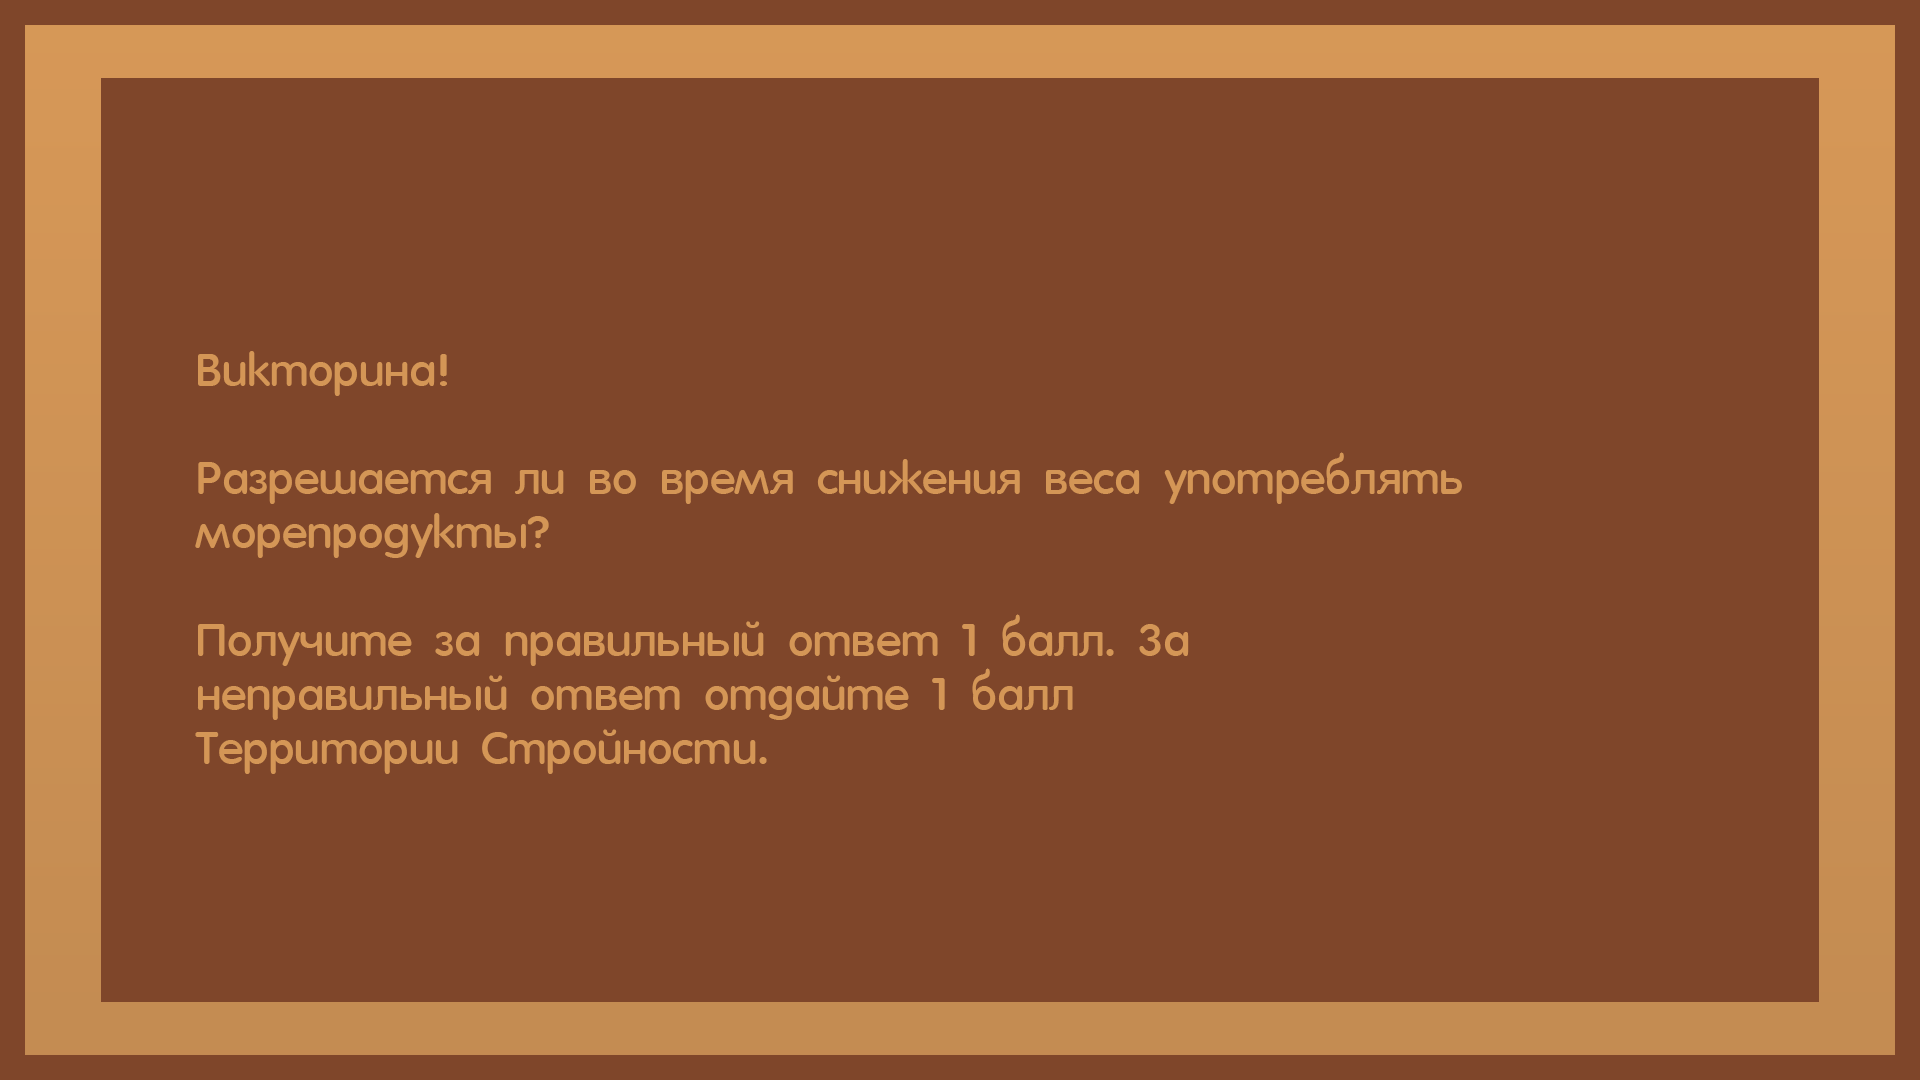 Викторина!
Разрешается ли во время снижения веса употреблять
морепродукты?
Получите за правильный ответ 1 балл. За
неправильный ответ отдайте 1 балл
Территории Стройности.